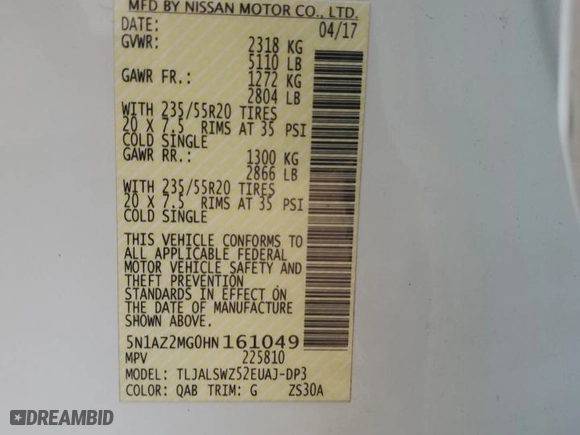 MFD BY NISSAN MOTOR CO., LTD.
DATE: 04/17
GVWR: 2318 KG
5110 LB
GAWR FR.: 1272 KG
2804 LB
WITH 235/55R20 TIRES
20 X 7.5 RIMS AT 35 PSI
COLD SINGLE
GAWR RR.: 1300 KG
2866 LB
WITH 235/55R20 TIRES
20 X 7.5 RIMS AT 35 PSI
COLD SINGLE
THIS VEHICLE CONFORMS TO
ALL APPLICABLE FEDERAL
MOTOR VEHICLE SAFETY AND
THEFT PREVENTION
STANDARDS IN EFFECT ON
THE DATE OF MANUFACTURE
SHOWN ABOVE.
5N1AZ2MG0HN161049
MPV 225810
MODEL: TLJALSWZ52EUAJ-DP3
COLOR: QAB TRIM: G ZS30A
DREAMBID